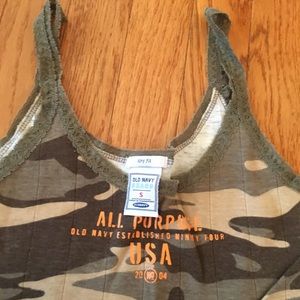 OLD NAVY
S
ALL PURPOSE
OLD NAVY ESTABLISHED NINETY FOUR
USA
20 04